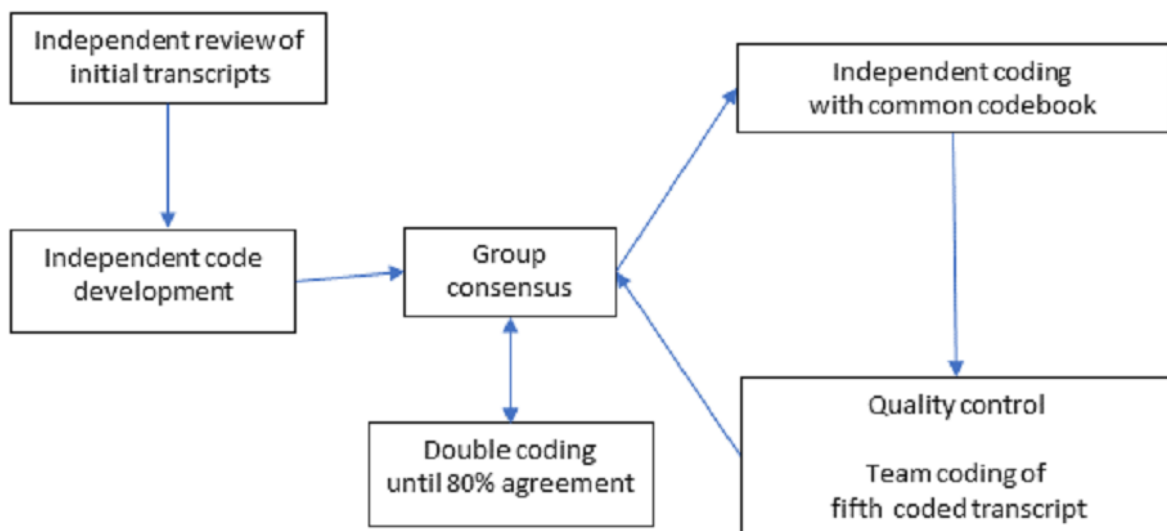 Independent review of
initial transcripts
Independent code
development
Group
consensus
Double coding
until 80% agreement
Independent coding
with common codebook
Quality control
Team coding of
fifth coded transcript